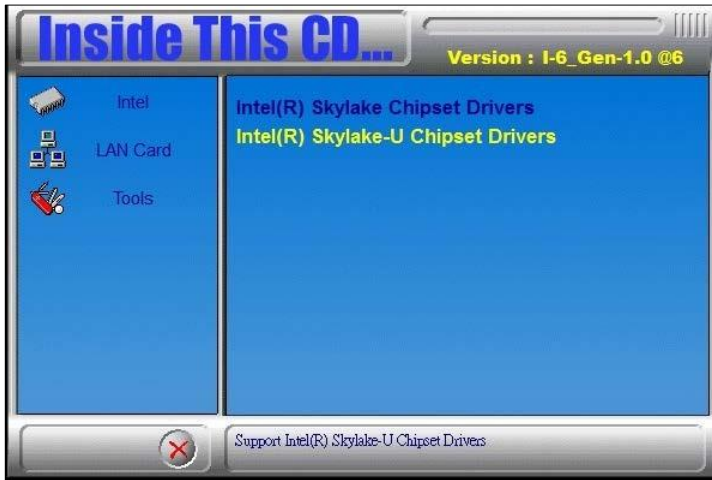 Inside This CD...
Version : I-6_Gen-1.0 @6
Intel
LAN Card
Tools
Intel(R) Skylake Chipset Drivers
Intel(R) Skylake-U Chipset Drivers
Support Intel(R) Skylake-U Chipset Drivers